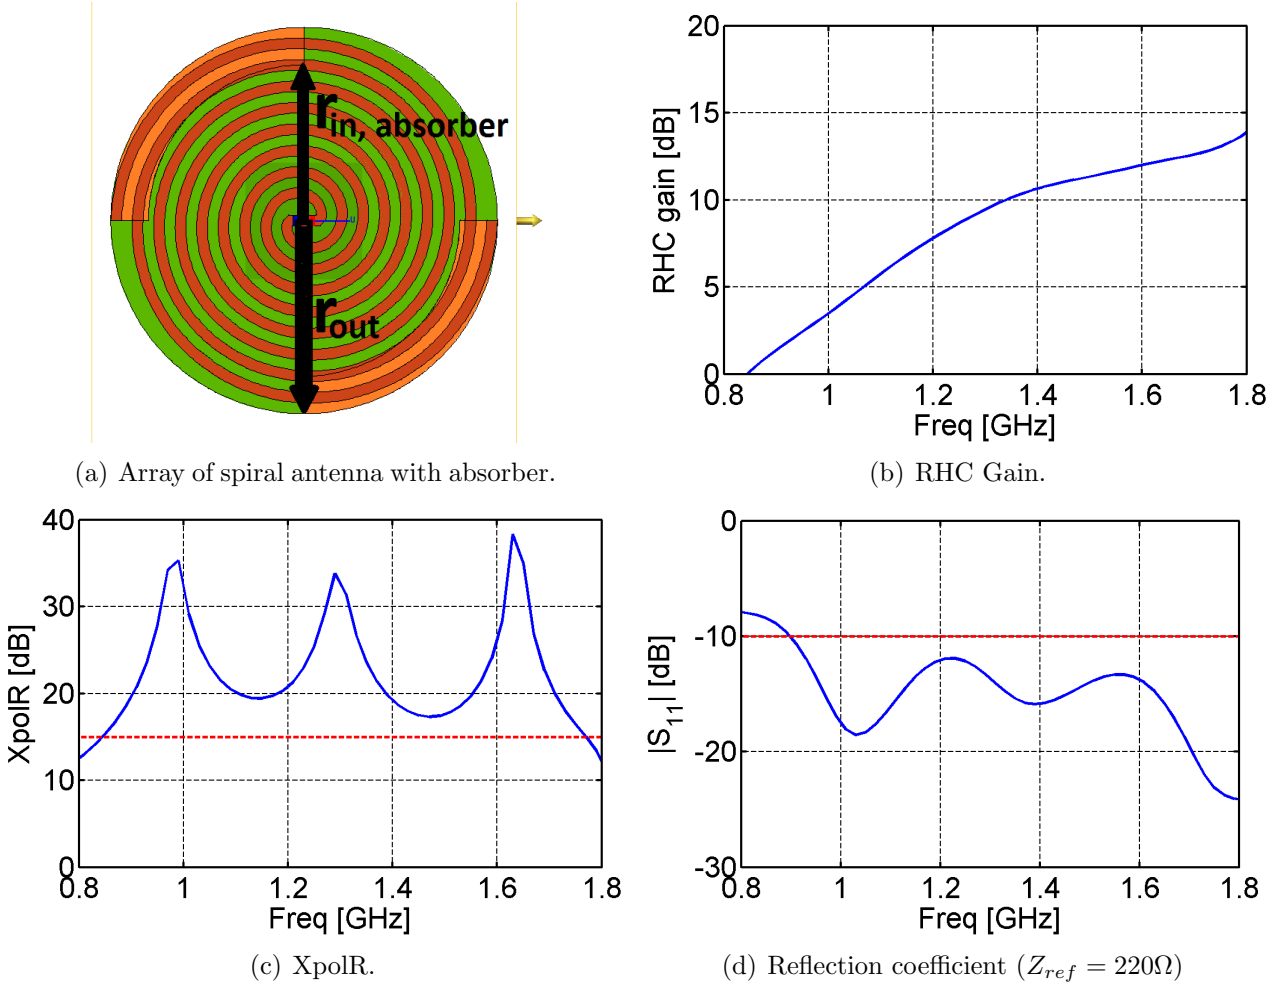 r_in, absorber
r_out
u
(a) Array of spiral antenna with absorber.
20
15
10
5
0
0.8 1 1.2 1.4 1.6 1.8
RHC gain [dB]
Freq [GHz]
(b) RHC Gain.
40
30
20
10
0
0.8 1 1.2 1.4 1.6 1.8
XpolR [dB]
Freq [GHz]
(c) XpolR.
0
-10
-20
-30
0.8 1 1.2 1.4 1.6 1.8
|S_11| [dB]
Freq [GHz]
(d) Reflection coefficient (Z_ref = 220Ω)